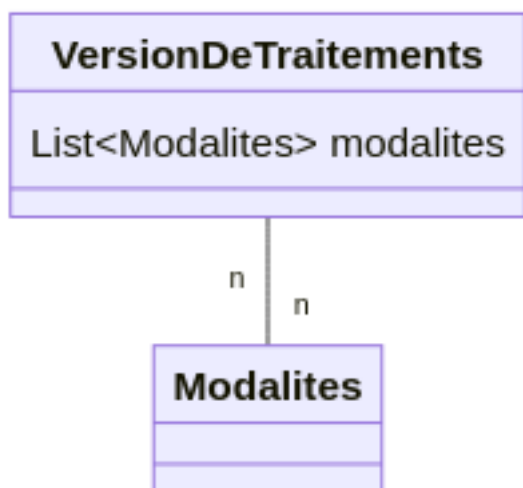 VersionDeTraitements
List<Modalites> modalites
n
n
Modalites